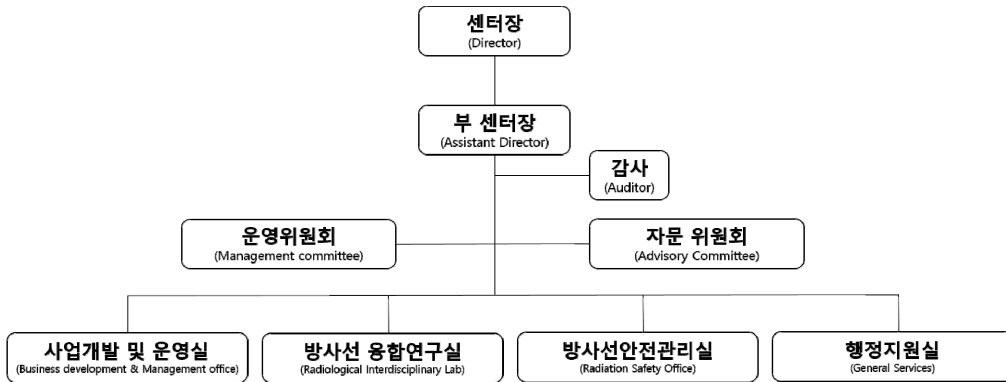 센터장
(Director)
부 센터장
(Assistant Director)
감사
(Auditor)
운영위원회
(Management committee)
자문 위원회
(Advisory Committee)
사업개발 및 운영실
(Business development & Management office)
방사선 융합연구실
(Radiological Interdisciplinary Lab)
방사선안전관리실
(Radiation Safety Office)
행정지원실
(General Services)